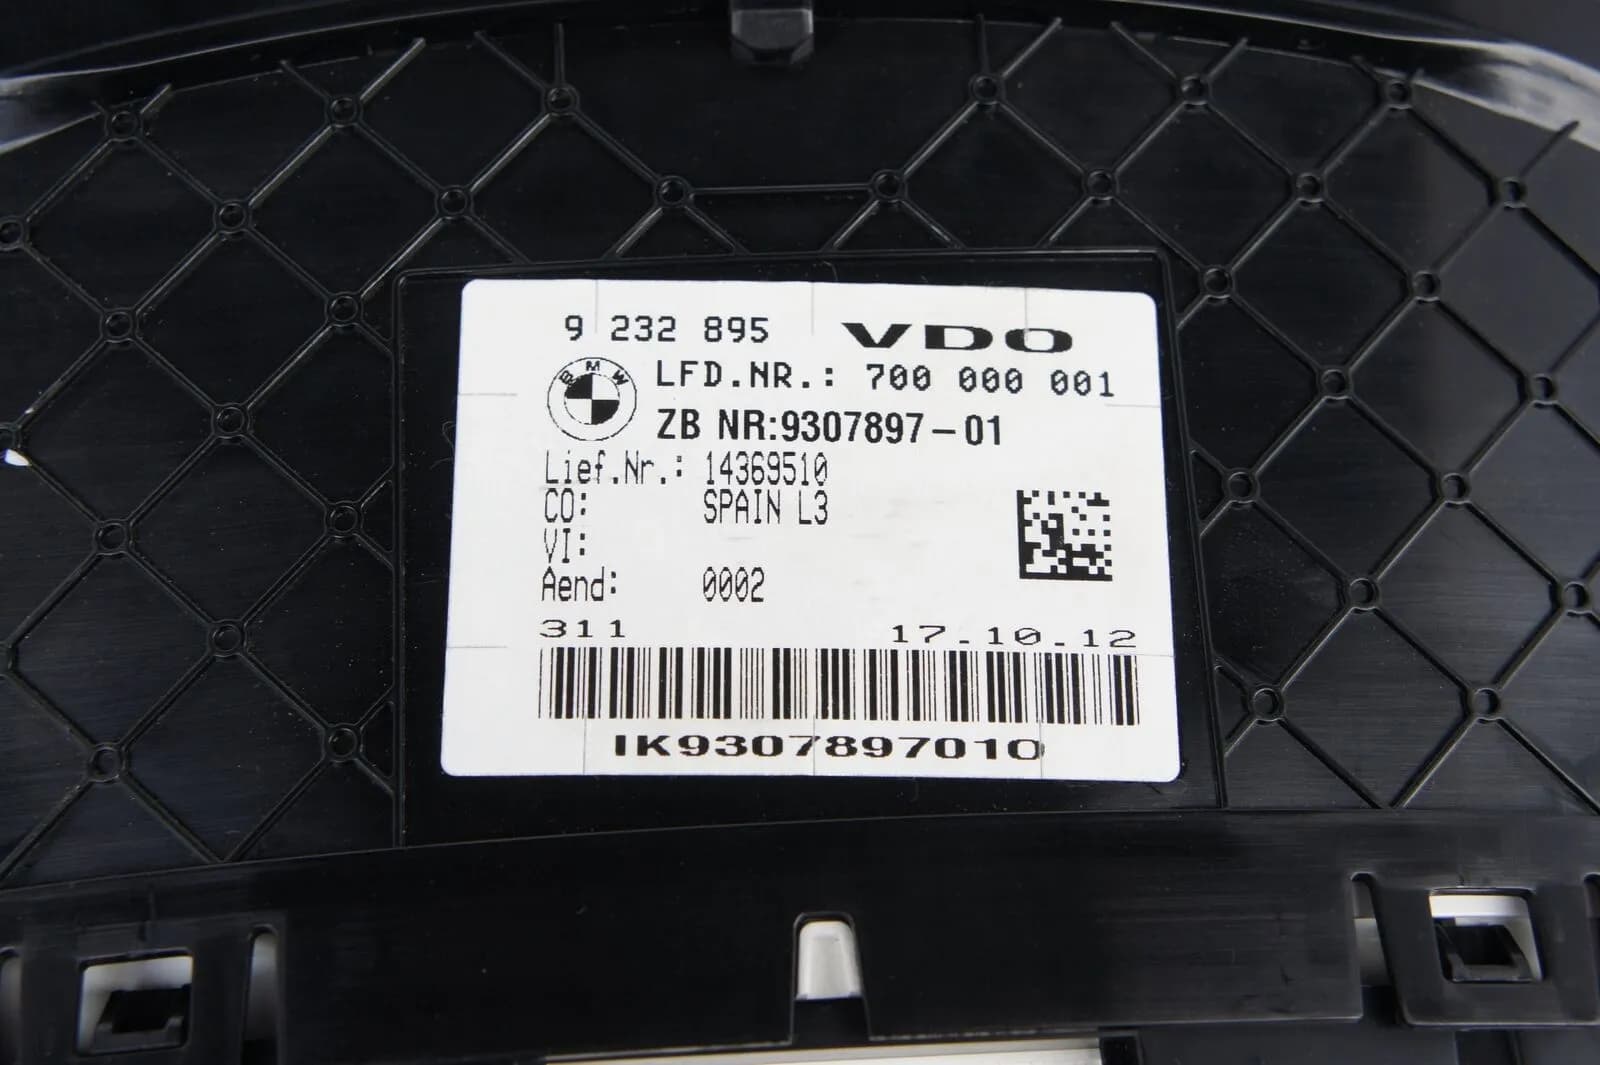 9 232 895 VDO
BMW
LFD.NR.: 700 000 001
ZB NR:9307897-01
Lief.Nr.: 14369510
CO: SPAIN L3
VI:
Aend: 0002
311 17.10.12
IK9307897010